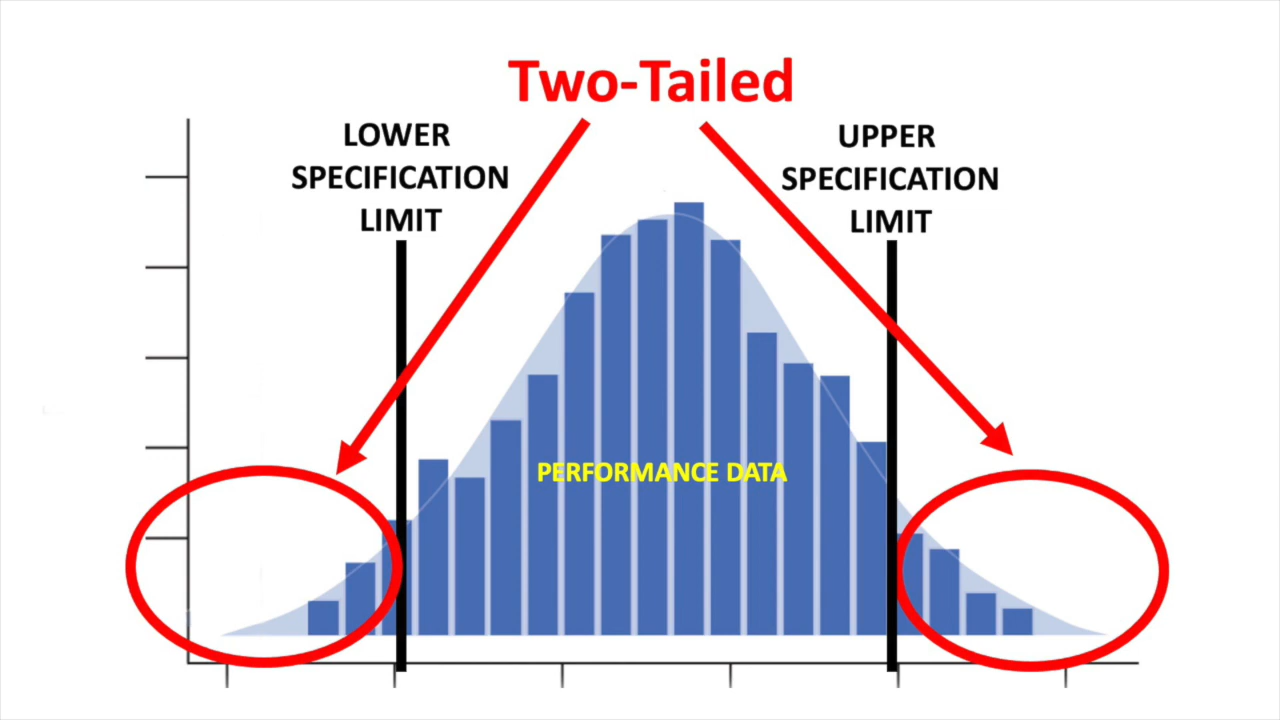 Two-Tailed
LOWER
SPECIFICATION
LIMIT
UPPER
SPECIFICATION
LIMIT
PERFORMANCE DATA